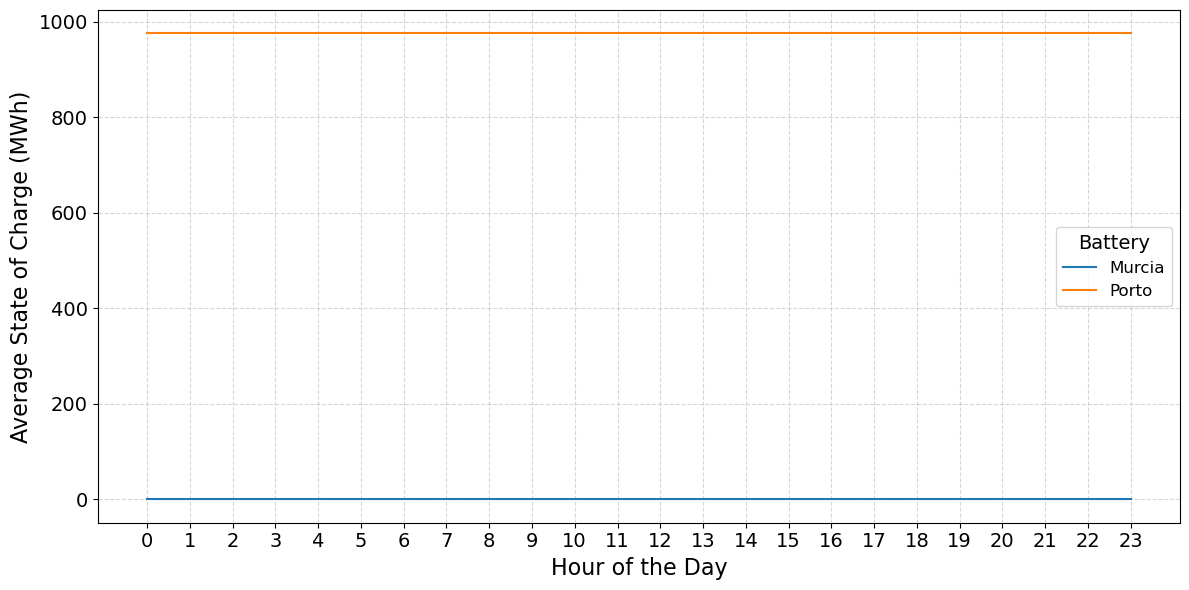 1000
800
600
400
200
0
Average State of Charge (MWh)
Battery
Murcia
Porto
0 1 2 3 4 5 6 7 8 9 10 11 12 13 14 15 16 17 18 19 20 21 22 23
Hour of the Day